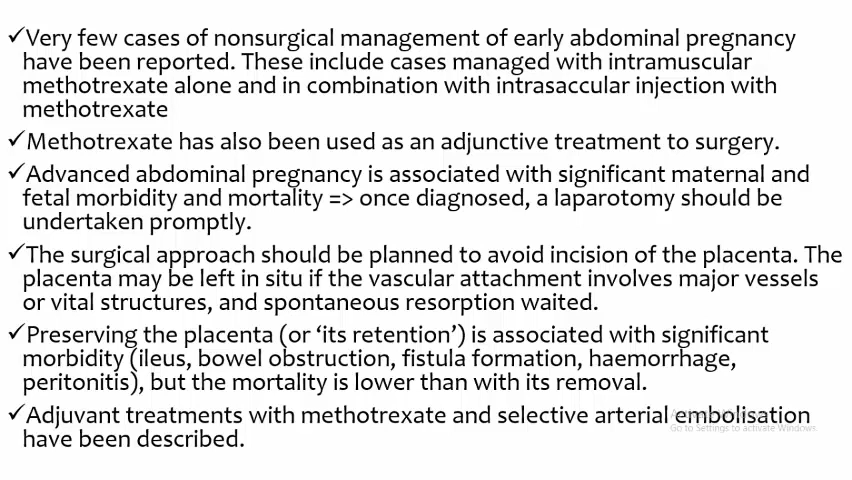 ✓Very few cases of nonsurgical management of early abdominal pregnancy
have been reported. These include cases managed with intramuscular
methotrexate alone and in combination with intrasaccular injection with
methotrexate
✓Methotrexate has also been used as an adjunctive treatment to surgery.
✓Advanced abdominal pregnancy is associated with significant maternal and
fetal morbidity and mortality => once diagnosed, a laparotomy should be
undertaken promptly.
✓The surgical approach should be planned to avoid incision of the placenta. The
placenta may be left in situ if the vascular attachment involves major vessels
or vital structures, and spontaneous resorption waited.
✓Preserving the placenta (or ‘its retention’) is associated with significant
morbidity (ileus, bowel obstruction, fistula formation, haemorrhage,
peritonitis), but the mortality is lower than with its removal.
✓Adjuvant treatments with methotrexate and selective arterial embolisation
have been described.
Go to Settings to activate Windows.